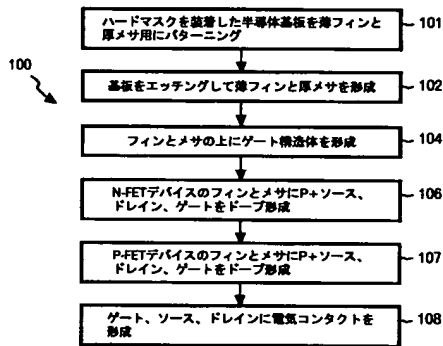 ハードマスクを装着した半導体基板を薄フィンと
厚メサ用にパターニング
101
100
基板をエッチングして薄フィンと厚メサを形成
102
フィンとメサの上にゲート構造体を形成
104
N-FETデバイスのフィンとメサにP+ソース、
ドレイン、ゲートをドープ形成
106
P-FETデバイスのフィンとメサにP+ソース、
ドレイン、ゲートをドープ形成
107
ゲート、ソース、ドレインに電気コンタクトを
形成
108